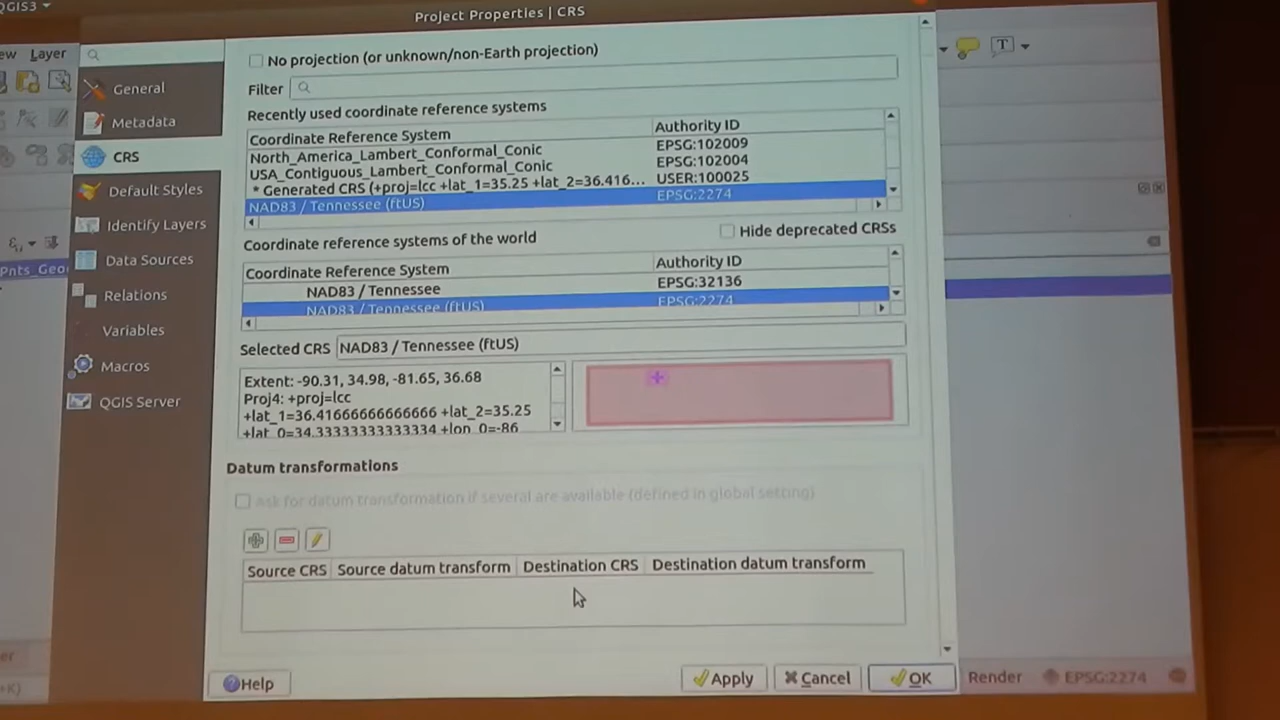 QGIS3
Project Properties | CRS
Layer
No projection (or unknown/non-Earth projection)
General
Filter
Metadata
Recently used coordinate reference systems
Coordinate Reference System Authority ID
North_America_Lambert_Conformal_Conic EPSG:102009
USA_Contiguous_Lambert_Conformal_Conic EPSG:102004
* Generated CRS (+proj=lcc +lat_1=35.25 +lat_2=36.416... USER:100025
NAD83 / Tennessee (ftUS) EPSG:2274
CRS
Default Styles
Identify Layers
Data Sources
Relations
Variables
Macros
QGIS Server
Coordinate reference systems of the world
Hide deprecated CRSs
Coordinate Reference System Authority ID
NAD83 / Tennessee EPSG:32136
NAD83 / Tennessee (ftUS) EPSG:2274
Selected CRS NAD83 / Tennessee (ftUS)
Extent: -90.31, 34.98, -81.65, 36.68
Proj4: +proj=lcc
+lat_1=36.41666666666666 +lat_2=35.25
+lat_0=34.33333333333334 +lon_0=-86
Datum transformations
Ask for datum transformation if several are available (defined in global setting)
Source CRS Source datum transform Destination CRS Destination datum transform
Help
Apply
Cancel
OK
Render
EPSG:2274